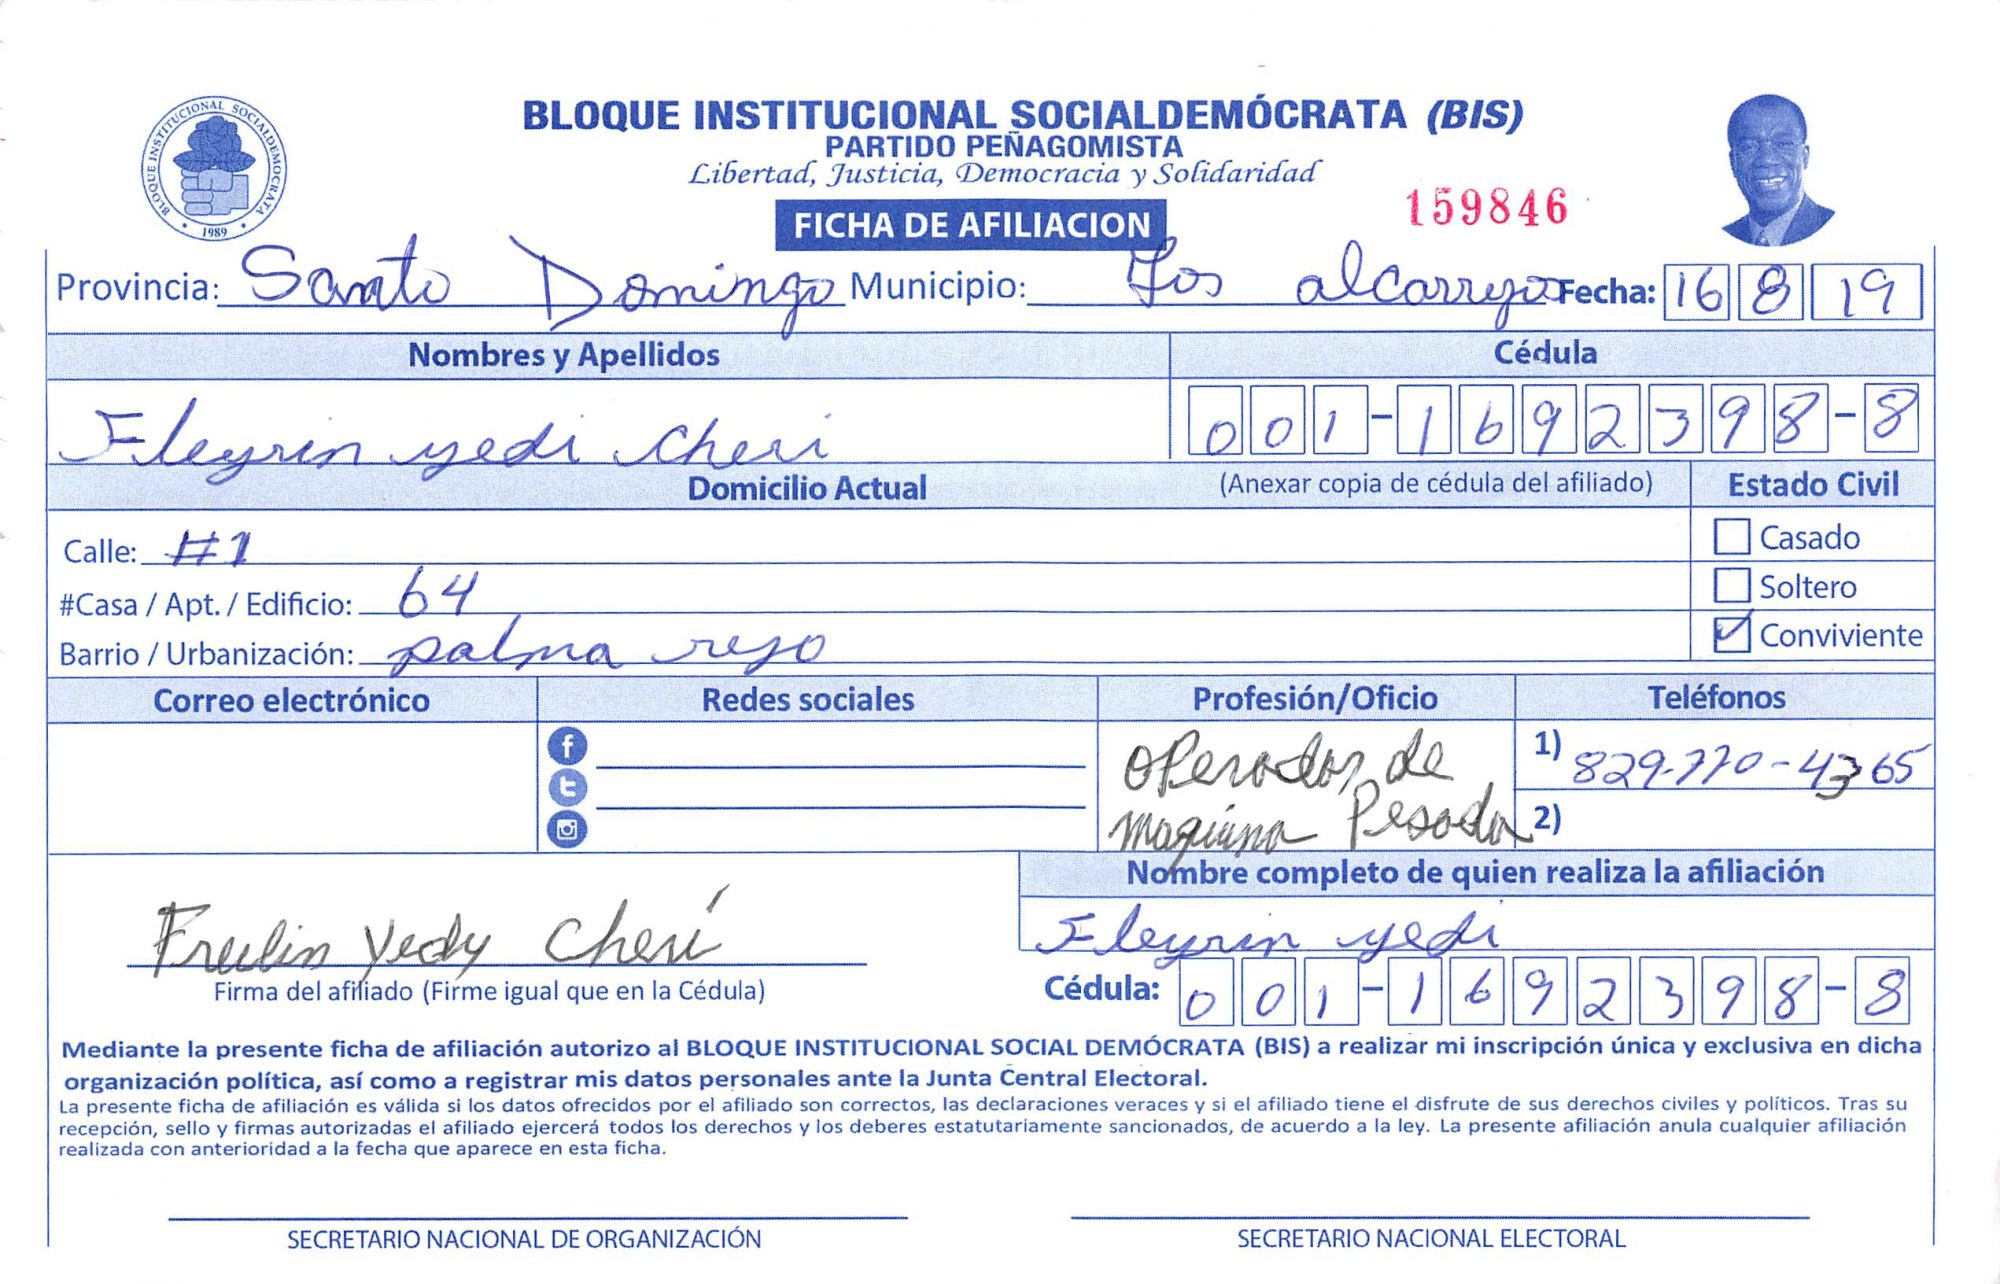 BLOQUE INSTITUCIONAL SOCIALDEMÓCRATA (BIS)
PARTIDO PEÑAGOMISTA
Libertad, Justicia, Democracia y Solidaridad
BLOQUE INSTITUCIONAL SOCIALDEMOCRATA
1989
159846
FICHA DE AFILIACION
Provincia: Santo Domingo Municipio: Los alcarryos Fecha: 16 8 19
Nombres y Apellidos Cédula
Fleyrin yedi cheri 001-1692398-8
Domicilio Actual (Anexar copia de cédula del afiliado) Estado Civil
Calle: #1 Casado
#Casa / Apt. / Edificio: 64 Soltero
Barrio / Urbanización: palma reyo Conviviente
Correo electrónico Redes sociales Profesión/Oficio Teléfonos
Operador de 1) 829-770-4365
maquina Pesada 2)
Nombre completo de quien realiza la afiliación
Freulin Yedy Cherí Fleyrin yedi
Firma del afiliado (Firme igual que en la Cédula) Cédula: 001-1692398-8
Mediante la presente ficha de afiliación autorizo al BLOQUE INSTITUCIONAL SOCIAL DEMÓCRATA (BIS) a realizar mi inscripción única y exclusiva en dicha
organización política, así como a registrar mis datos personales ante la Junta Central Electoral.
La presente ficha de afiliación es válida si los datos ofrecidos por el afiliado son correctos, las declaraciones veraces y si el afiliado tiene el disfrute de sus derechos civiles y políticos. Tras su
recepción, sello y firmas autorizadas el afiliado ejercerá todos los derechos y los deberes estatutariamente sancionados, de acuerdo a la ley. La presente afiliación anula cualquier afiliación
realizada con anterioridad a la fecha que aparece en esta ficha.
SECRETARIO NACIONAL DE ORGANIZACIÓN SECRETARIO NACIONAL ELECTORAL